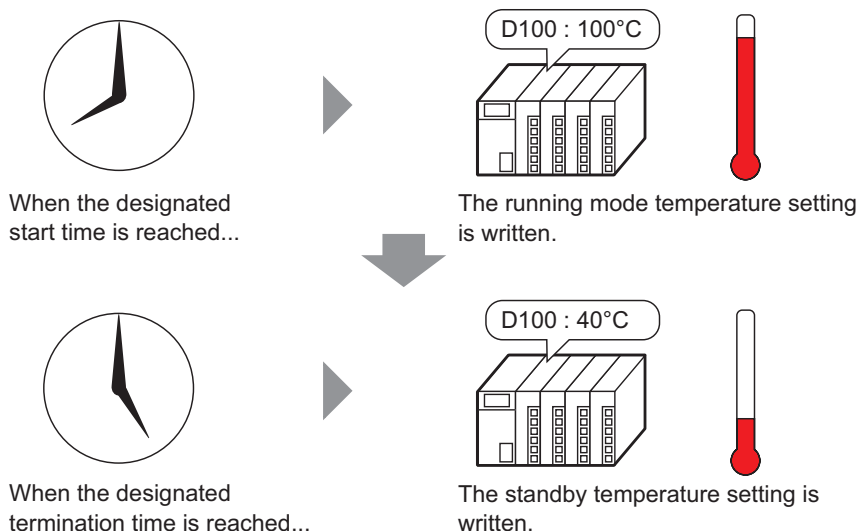 D100 : 100°C
When the designated
start time is reached...
The running mode temperature setting
is written.
D100 : 40°C
When the designated
termination time is reached...
The standby temperature setting is
written.